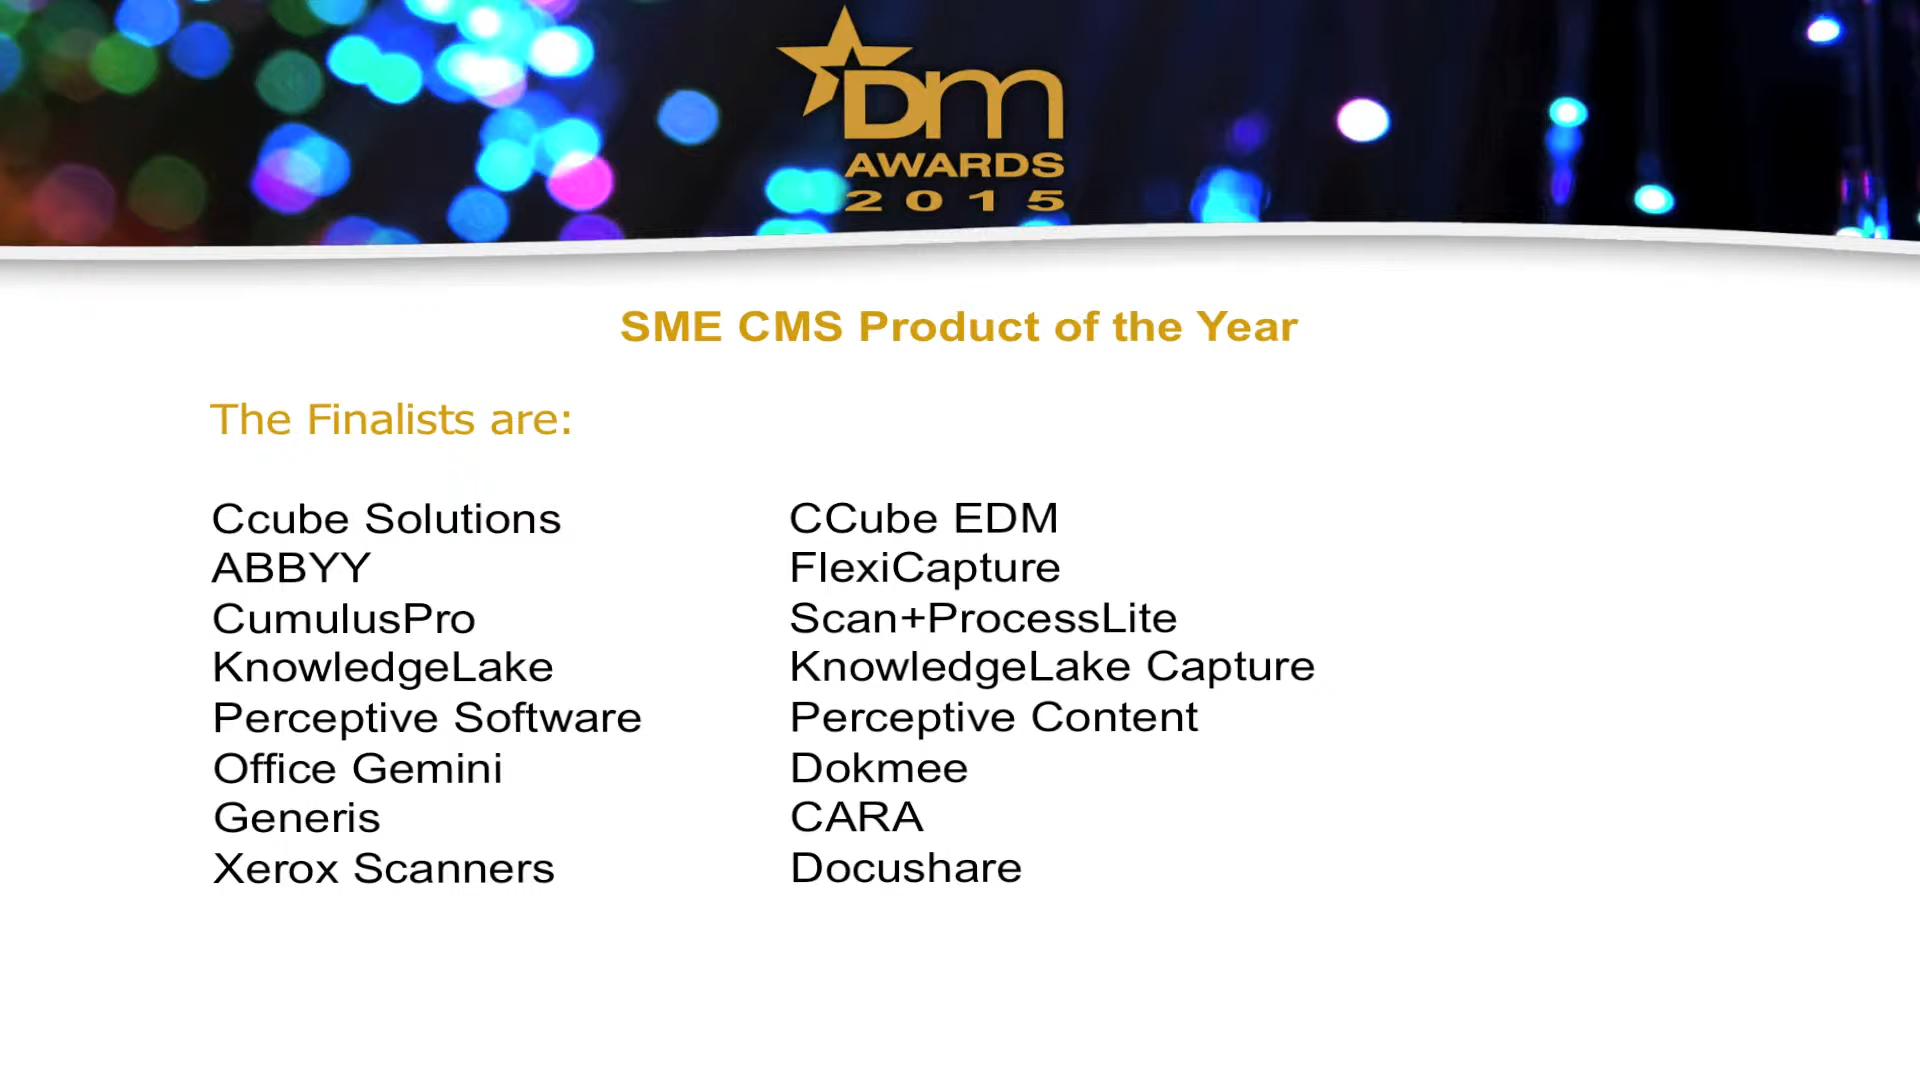 Dm
AWARDS
2015
SME CMS Product of the Year
The Finalists are:
Ccube Solutions CCube EDM
ABBYY FlexiCapture
CumulusPro Scan+ProcessLite
KnowledgeLake KnowledgeLake Capture
Perceptive Software Perceptive Content
Office Gemini Dokmee
Generis CARA
Xerox Scanners Docushare